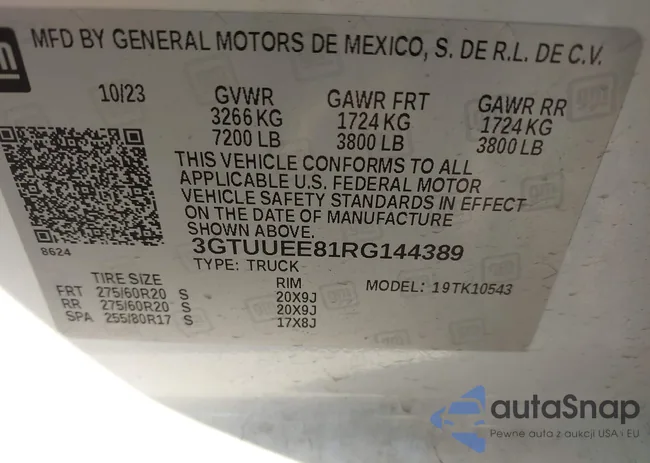 gm
MFD BY GENERAL MOTORS DE MEXICO, S. DE R.L. DE C.V.
10/23 GVWR GAWR FRT GAWR RR
3266 KG 1724 KG 1724 KG
7200 LB 3800 LB 3800 LB
THIS VEHICLE CONFORMS TO ALL
APPLICABLE U.S. FEDERAL MOTOR
VEHICLE SAFETY STANDARDS IN EFFECT
ON THE DATE OF MANUFACTURE
SHOWN ABOVE.
8624
3GTUUEE81RG144389
TYPE: TRUCK
TIRE SIZE RIM MODEL: 19TK10543
FRT 275/60R20 S 20X9J
RR 275/60R20 S 20X9J
SPA 255/80R17 S 17X8J
autaSnap
Pewne auta z aukcji USA i EU